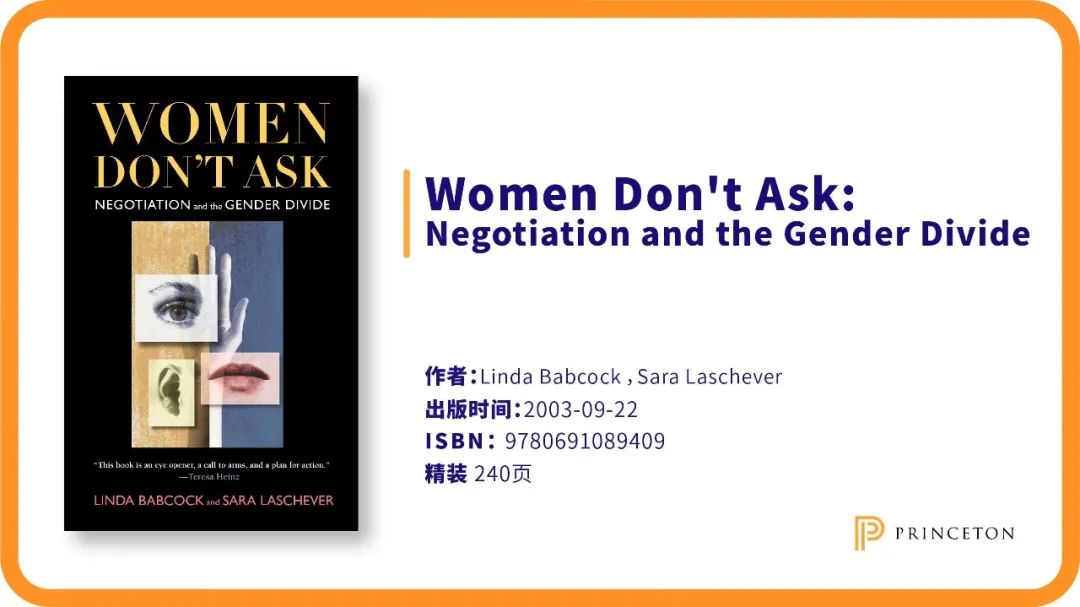 WOMEN
DON'T ASK
NEGOTIATION and the GENDER DIVIDE
"This book is an eye opener, a call to arms, and a plan for action."
—Teresa Heinz
LINDA BABCOCK and SARA LASCHEVER
Women Don't Ask:
Negotiation and the Gender Divide
作者:Linda Babcock , Sara Laschever
出版时间:2003-09-22
ISBN: 9780691089409
精装 240页
PRINCETON